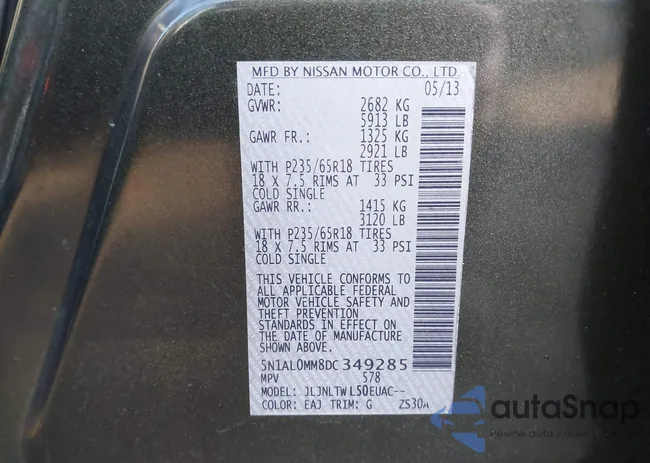 MFD BY NISSAN MOTOR CO., LTD.
DATE: 05/13
GVWR: 2682 KG
5913 LB
GAWR FR.: 1325 KG
2921 LB
WITH P235/65R18 TIRES
18 X 7.5 RIMS AT 33 PSI
COLD SINGLE
GAWR RR.: 1415 KG
3120 LB
WITH P235/65R18 TIRES
18 X 7.5 RIMS AT 33 PSI
COLD SINGLE
THIS VEHICLE CONFORMS TO
ALL APPLICABLE FEDERAL
MOTOR VEHICLE SAFETY AND
THEFT PREVENTION
STANDARDS IN EFFECT ON
THE DATE OF MANUFACTURE
SHOWN ABOVE.
5N1AL0MM8DC349285
MPV 578
MODEL: JLJNLTWL50EUAC--
COLOR: EAJ TRIM: G ZS30A
autoSnap
Pewne auta z aukcji